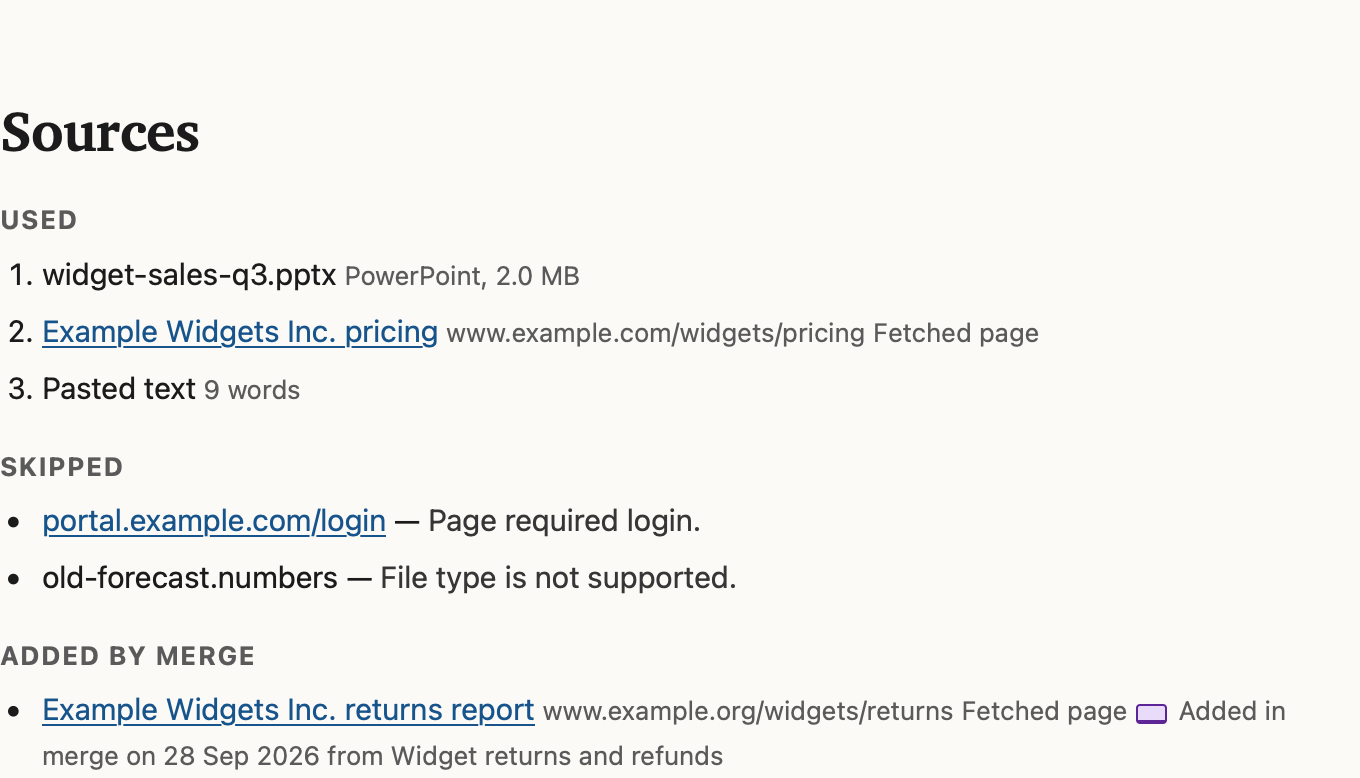 Sources
USED
1. widget-sales-q3.pptx PowerPoint, 2.0 MB
2. Example Widgets Inc. pricing www.example.com/widgets/pricing Fetched page
3. Pasted text 9 words
SKIPPED
• portal.example.com/login — Page required login.
• old-forecast.numbers — File type is not supported.
ADDED BY MERGE
• Example Widgets Inc. returns report www.example.org/widgets/returns Fetched page Added in
merge on 28 Sep 2026 from Widget returns and refunds